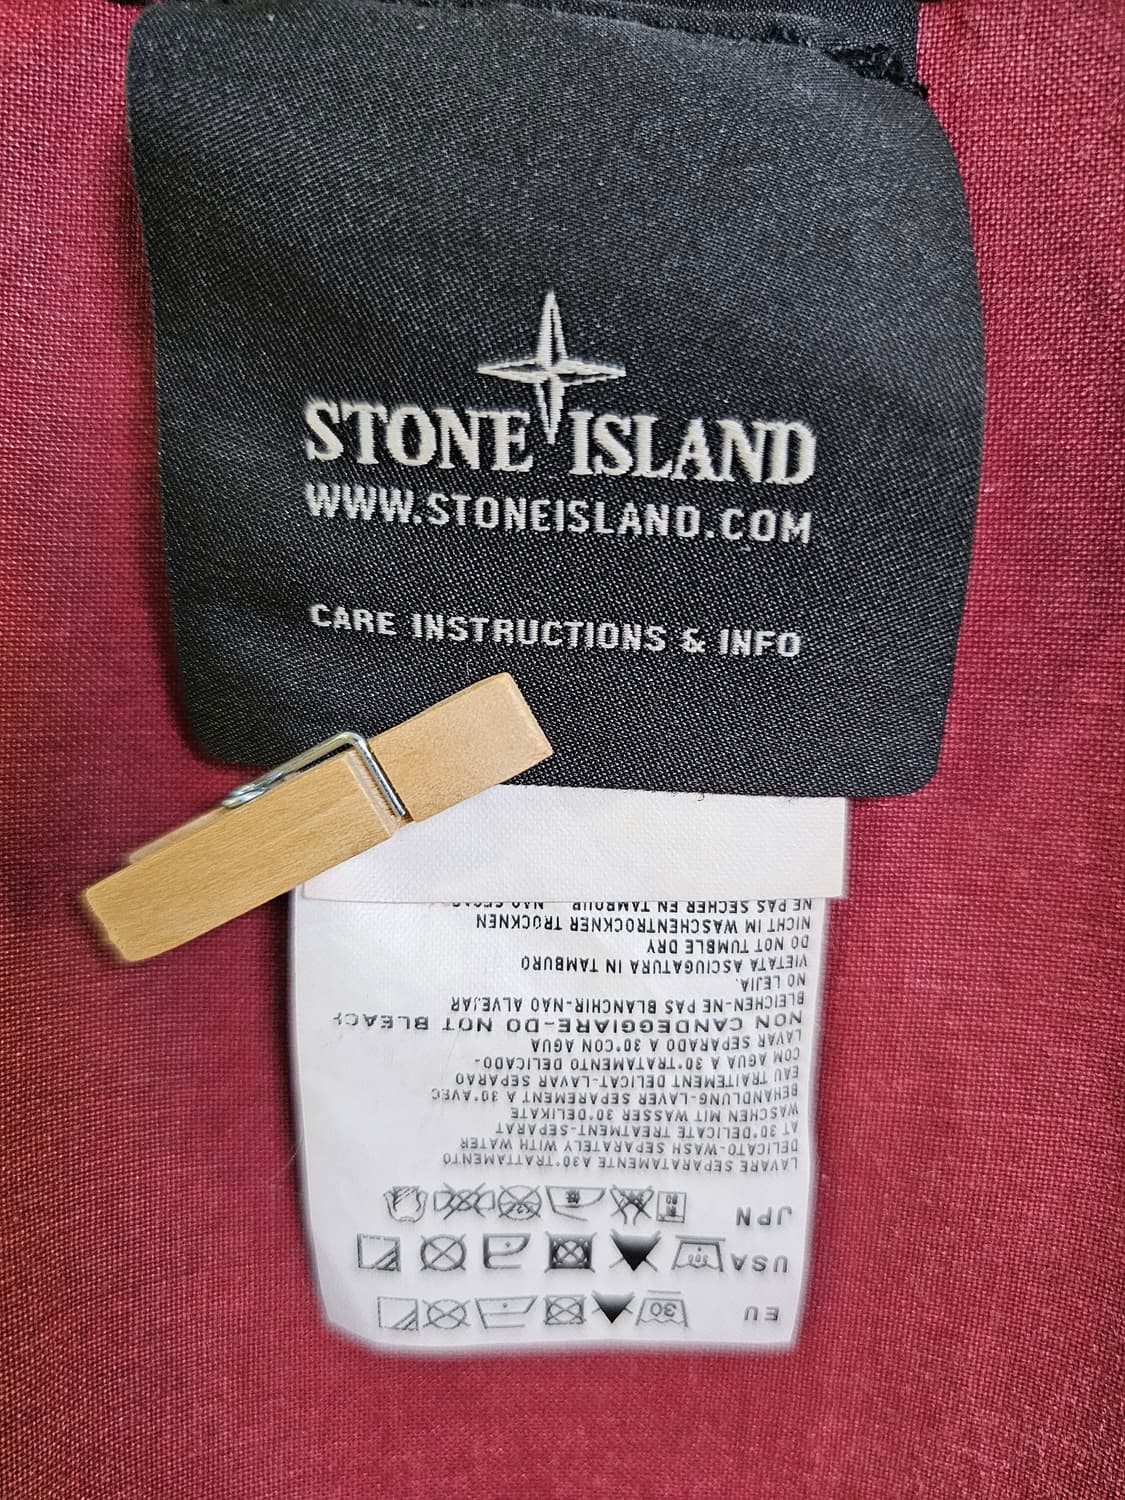 STONE ISLAND
WWW.STONEISLAND.COM
CARE INSTRUCTIONS & INFO
EU 30
USA
JPN
LAVARE SEPARATAMENTE A30°TRATTAMENTO
DELICATO-WASH SEPARATELY WITH WATER
AT 30°DELICATE TREATMENT-SEPARAT
WASCHEN MIT WASSER 30°DELIKATE
BEHANDLUNG-LAVER SEPAREMENT A 30°AVEC
EAU TRAITEMENT DELICAT-LAVAR SEPARAO
COM AGUA A 30°TRATAMENTO DELICADO-
LAVAR SEPARADO A 30°CON AGUA
NON CANDEGGIARE-DO NOT BLEACH
BLEICHEN-NE PAS BLANCHIR-NAO ALVEJAR
NO LEJIA.
VIETATA ASCIUGATURA IN TAMBURO
DO NOT TUMBLE DRY
NICHT IM WASCHENTROCKNER TROCKNEN
NE PAS SECHER EN TAMBOUR NAO